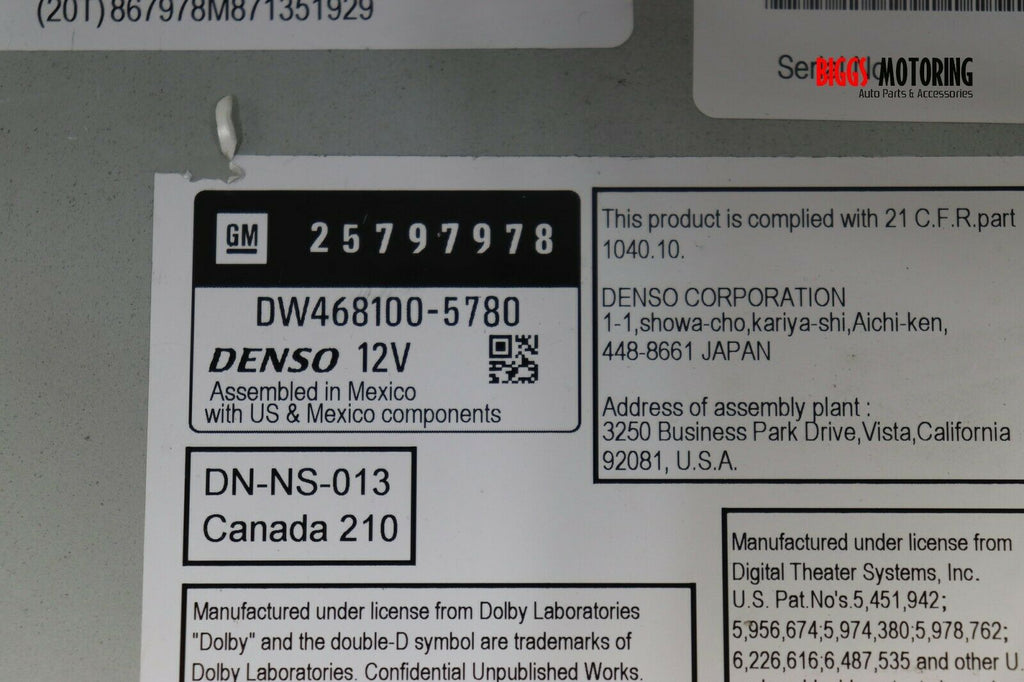 (20T)867978M871351929
BIGGS MOTORING
Auto Parts & Accessories
GM 25797978
DW468100-5780
DENSO 12V
Assembled in Mexico
with US & Mexico components
This product is complied with 21 C.F.R.part
1040.10.
DENSO CORPORATION
1-1,showa-cho,kariya-shi,Aichi-ken,
448-8661 JAPAN
Address of assembly plant :
3250 Business Park Drive,Vista,California
92081, U.S.A.
DN-NS-013
Canada 210
Manufactured under license from Dolby Laboratories
"Dolby" and the double-D symbol are trademarks of
Dolby Laboratories. Confidential Unpublished Works.
Manufactured under license from
Digital Theater Systems, Inc.
U.S. Pat.No's.5,451,942;
5,956,674;5,974,380;5,978,762;
6,226,616;6,487,535 and other U.